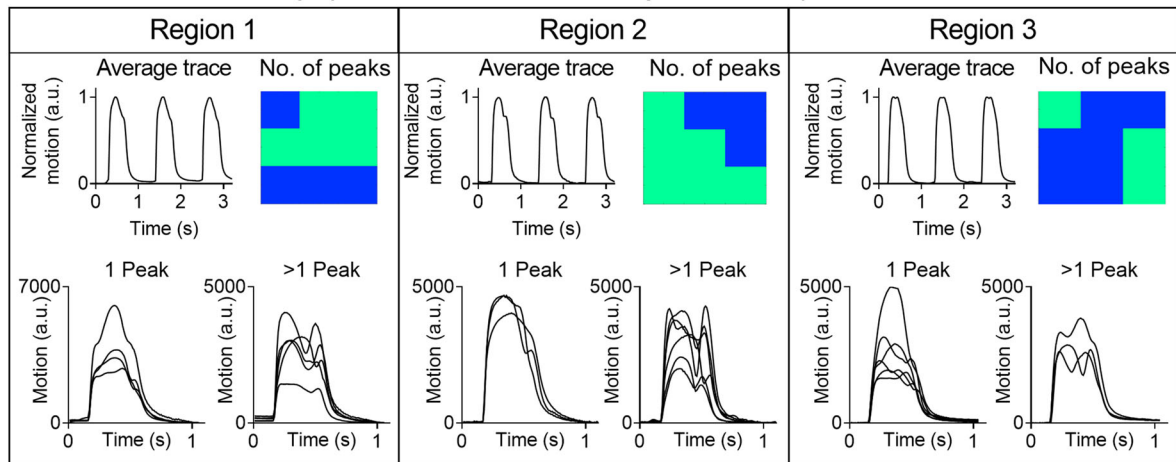 Region 1
Average trace
No. of peaks
Normalized
motion (a.u.)
1
0
0 1 2 3
Time (s)
1 Peak
>1 Peak
7000
Motion (a.u.)
0
0 1
Time (s)
5000
Motion (a.u.)
0
0 1
Time (s)
Region 2
Average trace
No. of peaks
Normalized
motion (a.u.)
1
0
0 1 2 3
Time (s)
1 Peak
>1 Peak
5000
Motion (a.u.)
0
0 1
Time (s)
5000
Motion (a.u.)
0
0 1
Time (s)
Region 3
Average trace
No. of peaks
Normalized
motion (a.u.)
1
0
0 1 2 3
Time (s)
1 Peak
>1 Peak
5000
Motion (a.u.)
0
0 1
Time (s)
5000
Motion (a.u.)
0
0 1
Time (s)